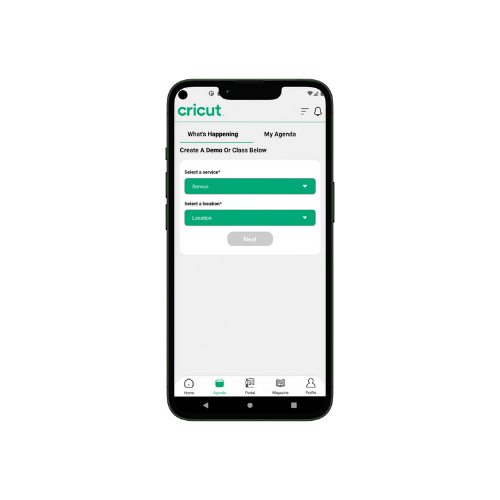 cricut
What's Happening My Agenda
Create A Demo Or Class Below
Select a service*
Service
Select a location*
Location
Next
Home Agenda Portal Magazine Profile